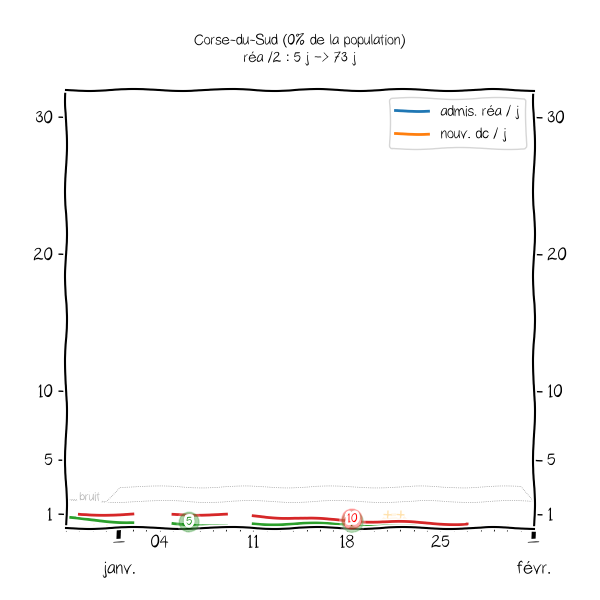 Corse-du-Sud (0% de la population)
réa /2 : 5 j -> 73 j
admis. réa / j
nouv. dc / j
30
30
20
20
10
10
5
5
bruit
1
1
5
10
04
11
18
25
janv.
févr.